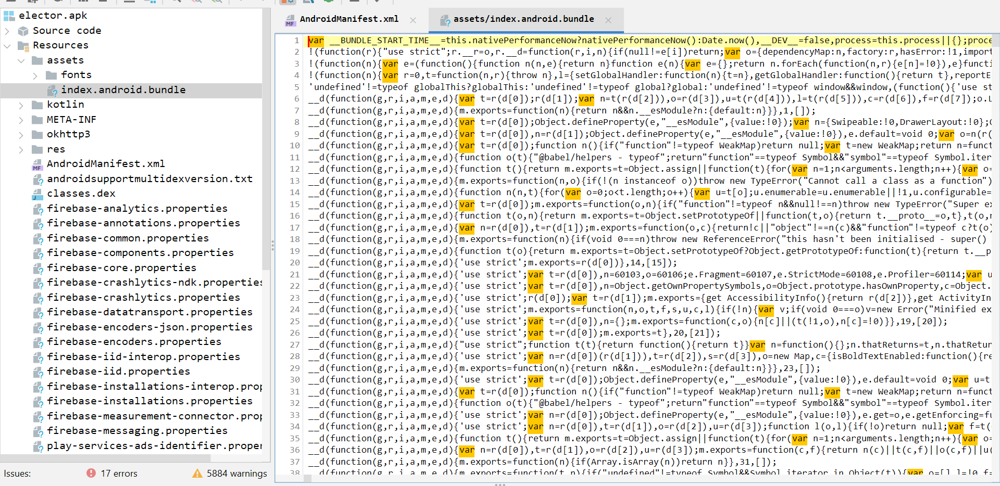 elector.apk
Source code
Resources
assets
fonts
index.android.bundle
kotlin
META-INF
okhttp3
res
AndroidManifest.xml
androidsupportmultidexversion.txt
classes.dex
firebase-analytics.properties
firebase-annotations.properties
firebase-common.properties
firebase-components.properties
firebase-core.properties
firebase-crashlytics-ndk.properties
firebase-crashlytics.properties
firebase-datatransport.properties
firebase-encoders-json.properties
firebase-encoders.properties
firebase-iid-interop.properties
firebase-iid.properties
firebase-installations-interop.prop
firebase-installations.properties
firebase-measurement-connector.prop
firebase-messaging.properties
play-services-ads-identifier.proper
Issues: 17 errors 5884 warnings
AndroidManifest.xml assets/index.android.bundle
1 var __BUNDLE_START_TIME__=this.nativePerformanceNow?nativePerformanceNow():Date.now(),__DEV__=false,process=this.process||{};proce
2 !(function(r){"use strict";r.__r=o,r.__d=function(r,i,n){if(null!=e[i])return;var o={dependencyMap:n,factory:r,hasError:!1,import
3 !(function(n){var e=(function(){function n(n,e){return n}function e(n){var e={};return n.forEach(function(n,r){e[n]=!0}),e}functi
4 !(function(n){var r=0,t=function(n,r){throw n},l={setGlobalHandler:function(n){t=n},getGlobalHandler:function(){return t},reportE
5 'undefined'!=typeof globalThis?globalThis:'undefined'!=typeof global?global:'undefined'!=typeof window&&window,(function(){'use st
6 __d(function(g,r,i,a,m,e,d){var t=r(d[0]);r(d[1]);var n=t(r(d[2])),o=r(d[3]),u=t(r(d[4])),l=t(r(d[5])),c=r(d[6]),f=r(d[7]);o.L
7 __d(function(g,r,i,a,m,e,d){m.exports=function(n){return n&&n.__esModule?n:{default:n}}},1,[]);
8 __d(function(g,r,i,a,m,e,d){var t=r(d[0]);Object.defineProperty(e,"__esModule",{value:!0});var n={Swipeable:!0,DrawerLayout:!0};O
9 __d(function(g,r,i,a,m,e,d){var t=r(d[0]),n=r(d[1]);Object.defineProperty(e,"__esModule",{value:!0}),e.default=void 0;var o=n(r(
10 __d(function(g,r,i,a,m,e,d){var t=r(d[0]);function n(){if("function"!=typeof WeakMap)return null;var t=new WeakMap;return n=funct
11 __d(function(g,r,i,a,m,e,d){function o(t){"@babel/helpers - typeof";return"function"==typeof Symbol&&"symbol"==typeof Symbol.iter
12 __d(function(g,r,i,a,m,e,d){function t(){return m.exports=t=Object.assign||function(t){for(var n=1;n<arguments.length;n++){var o=
13 __d(function(g,r,i,a,m,e,d){m.exports=function(n,o){if(!(n instanceof o))throw new TypeError("Cannot call a class as a function")
14 __d(function(g,r,i,a,m,e,d){function n(n,t){for(var o=0;o<t.length;o++){var u=t[o];u.enumerable=u.enumerable||!1,u.configurable=
15 __d(function(g,r,i,a,m,e,d){var t=r(d[0]);m.exports=function(o,n){if("function"!=typeof n&&null!==n)throw new TypeError("Super ex
16 __d(function(g,r,i,a,m,e,d){function t(o,n){return m.exports=t=Object.setPrototypeOf||function(t,o){return t.__proto__=o,t},t(o,n
17 __d(function(g,r,i,a,m,e,d){var n=r(d[0]),t=r(d[1]);m.exports=function(o,c){return!c||"object"!==n(c)&&"function"!=typeof c?t(o)
18 __d(function(g,r,i,a,m,e,d){m.exports=function(n){if(void 0===n)throw new ReferenceError("this hasn't been initialised - super()
19 __d(function(g,r,i,a,m,e,d){function t(o){return m.exports=t=Object.setPrototypeOf?Object.getPrototypeOf:function(t){return t.__p
20 __d(function(g,r,i,a,m,e,d){'use strict';m.exports=r(d[0])},14,[15]);
21 __d(function(g,r,i,a,m,e,d){'use strict';var t=r(d[0]),n=60103,o=60106;e.Fragment=60107,e.StrictMode=60108,e.Profiler=60114;var u
22 __d(function(g,r,i,a,m,e,d){'use strict';var t=r(d[0]),n=Object.getOwnPropertySymbols,o=Object.prototype.hasOwnProperty,c=Object.
23 __d(function(g,r,i,a,m,e,d){'use strict';r(d[0]);var t=r(d[1]);m.exports={get AccessibilityInfo(){return r(d[2])},get ActivityIn
24 __d(function(g,r,i,a,m,e,d){'use strict';m.exports=function(n,o,t,f,s,u,c,l){if(!n){var v;if(void 0===o)v=new Error("Minified ex
25 __d(function(g,r,i,a,m,e,d){'use strict';var t=r(d[0]),n={};m.exports=function(c,o){n[c]||(t(!1,o),n[c]=!0)}},19,[20]);
26 __d(function(g,r,i,a,m,e,d){'use strict';var t=r(d[0]);m.exports=t},20,[21]);
27 __d(function(g,r,i,a,m,e,d){"use strict";function t(t){return function(){return t}}var n=function(){};n.thatReturns=t,n.thatRetur
28 __d(function(g,r,i,a,m,e,d){'use strict';var n=r(d[0])(r(d[1])),t=r(d[2]),s=r(d[3]),o=new Map,c={isBoldTextEnabled:function(){re
29 __d(function(g,r,i,a,m,e,d){m.exports=function(n){return n&&n.__esModule?n:{default:n}}},23,[]);
30 __d(function(g,r,i,a,m,e,d){'use strict';var t=r(d[0]);Object.defineProperty(e,"__esModule",{value:!0}),e.default=void 0;var u=t
31 __d(function(g,r,i,a,m,e,d){var t=r(d[0]);function n(){if("function"!=typeof WeakMap)return null;var t=new WeakMap;return n=funct
32 __d(function(g,r,i,a,m,e,d){function o(t){"@babel/helpers - typeof";return"function"==typeof Symbol&&"symbol"==typeof Symbol.iter
33 __d(function(g,r,i,a,m,e,d){'use strict';var n=r(d[0]);Object.defineProperty(e,"__esModule",{value:!0}),e.get=o,e.getEnforcing=fu
34 __d(function(g,r,i,a,m,e,d){'use strict';var n=r(d[0]),t=r(d[1]),o=r(d[2]),u=r(d[3]);function l(o,l){if(!o)return null;var f=t(
35 __d(function(g,r,i,a,m,e,d){function t(){return m.exports=t=Object.assign||function(t){for(var n=1;n<arguments.length;n++){var o=
36 __d(function(g,r,i,a,m,e,d){var n=r(d[0]),t=r(d[1]),o=r(d[2]),u=r(d[3]);m.exports=function(c,f){return n(c)||t(c,f)||o(c,f)||u(
37 __d(function(g,r,i,a,m,e,d){m.exports=function(n){if(Array.isArray(n))return n}},31,[]);
38 __d(function(g,r,i,a,m,e,d){m.exports=function(t,n){if("undefined"!=typeof Symbol&&Symbol.iterator in Object(t)){var o=[],l=!0,f=